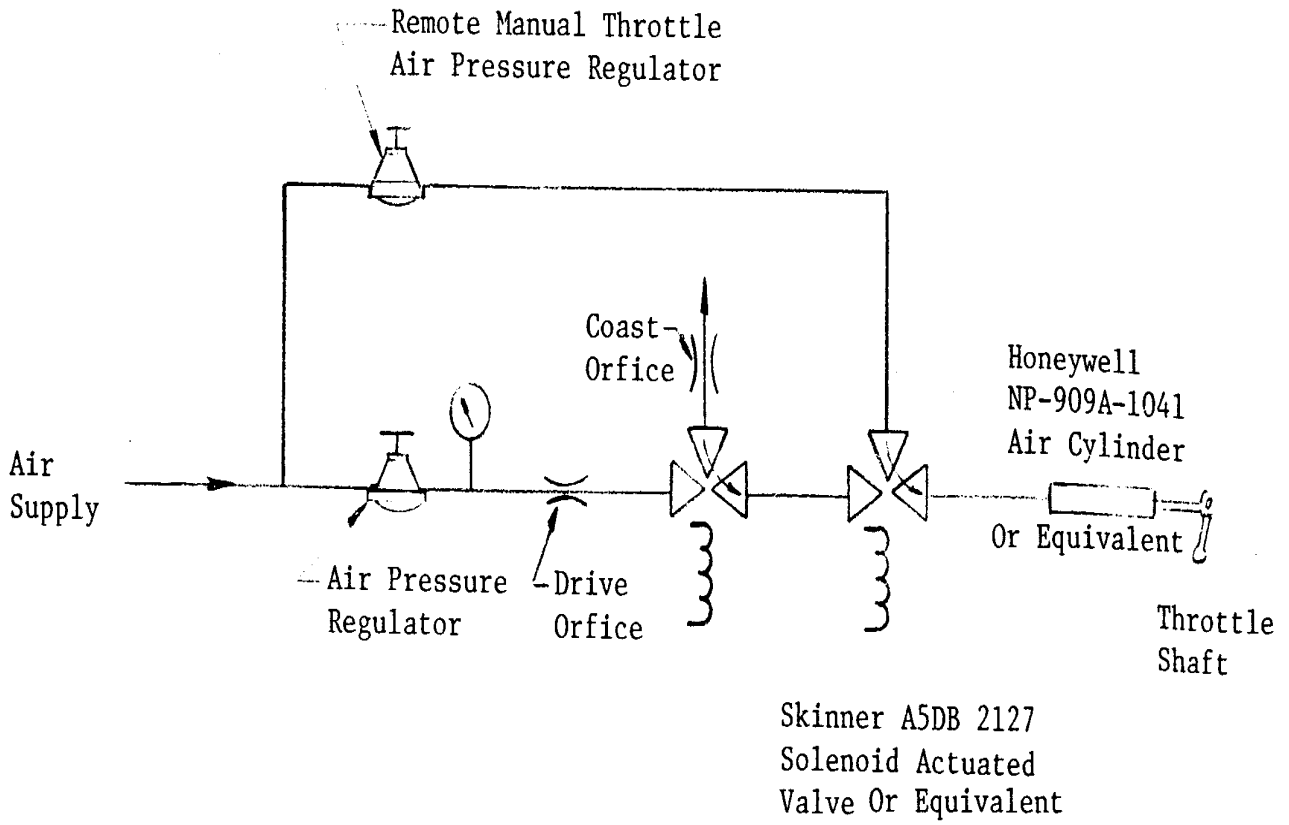 Remote Manual Throttle
Air Pressure Regulator
Coast
Orfice
Honeywell
NP-909A-1041
Air Cylinder
Or Equivalent
Air
Supply
Air Pressure
Regulator
Drive
Orfice
Throttle
Shaft
Skinner A5DB 2127
Solenoid Actuated
Valve Or Equivalent